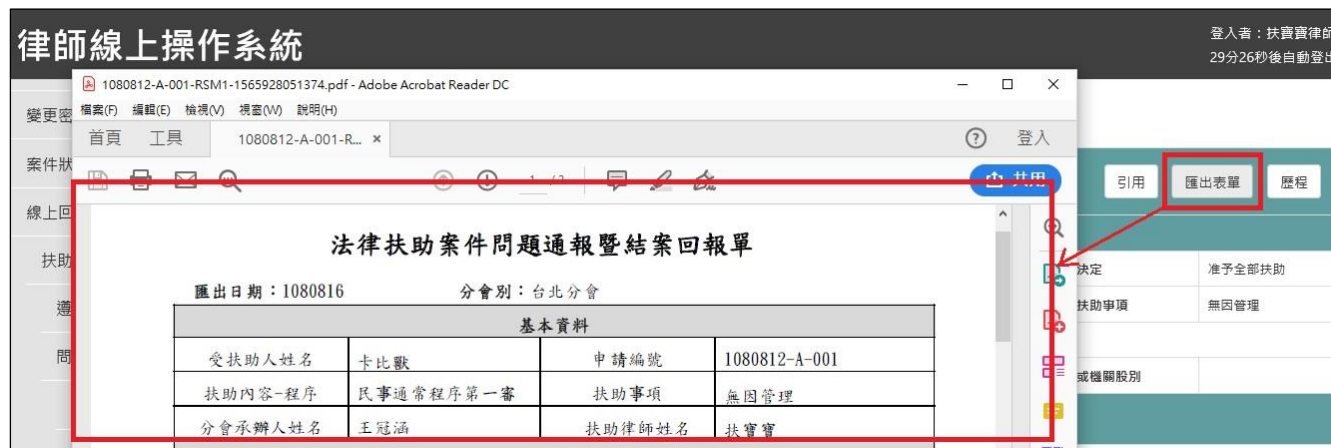 律師線上操作系統
登入者：扶寶寶律師
29分26秒後自動登出
1080812-A-001-RSM1-1565928051374.pdf - Adobe Acrobat Reader DC
變更密
檔案(F) 編輯(E) 檢視(V) 視窗(W) 說明(H)
首頁 工具 1080812-A-001-R... × 登入
案件狀
共用
引用 匯出表單 歷程
線上回
法律扶助案件問題通報暨結案回報單
扶助
決定 准予全部扶助
匯出日期：1080816 分會別：台北分會
遵
扶助事項 無因管理
基本資料
問
受扶助人姓名 卡比獸 申請編號 1080812-A-001
或機關股別
扶助內容-程序 民事通常程序第一審 扶助事項 無因管理
分會承辦人姓名 王冠涵 扶助律師姓名 扶寶寶